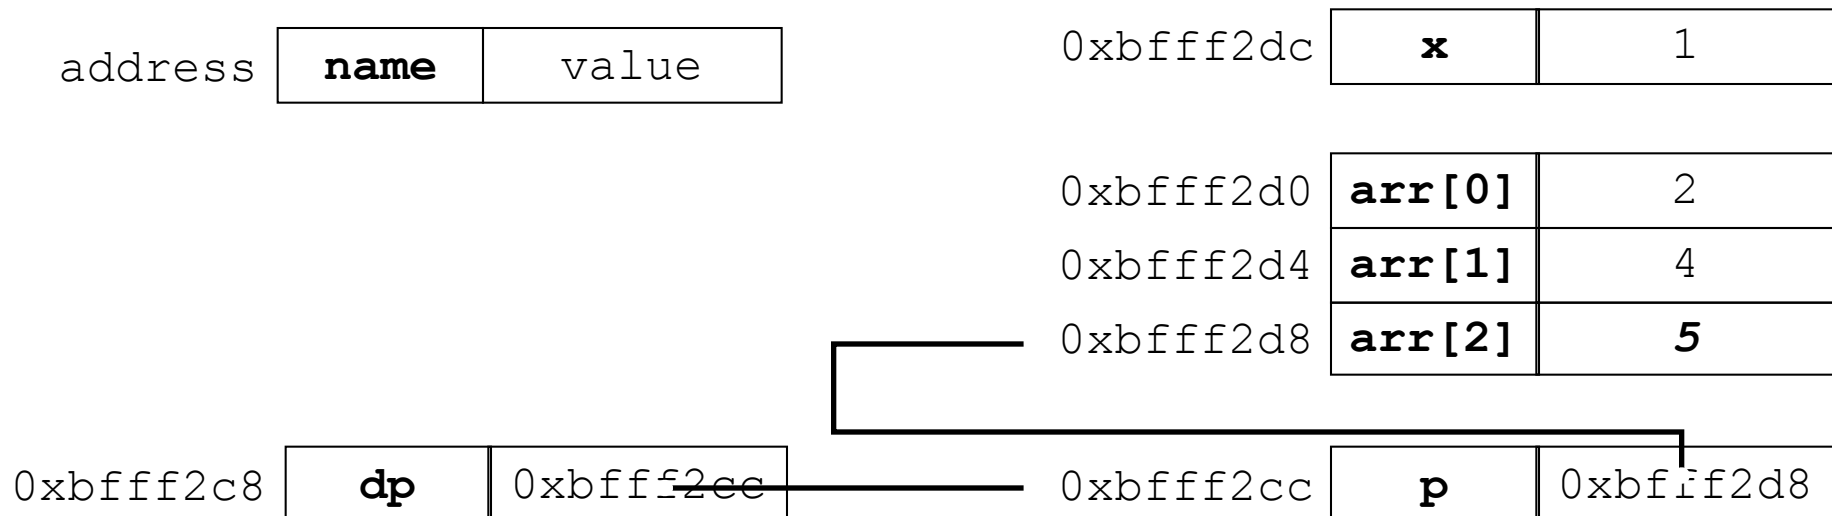 address name value
0xbfff2dc x 1
0xbfff2d0 arr[0] 2
0xbfff2d4 arr[1] 4
0xbfff2d8 arr[2] 5
0xbfff2c8 dp 0xbfff2cc 0xbfff2cc p 0xbfff2d8